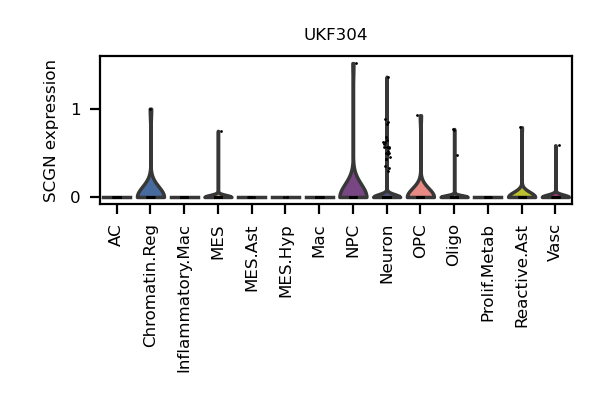 UKF304
SCGN expression
1
0
AC
Chromatin.Reg
Inflammatory.Mac
MES
MES.Ast
MES.Hyp
Mac
NPC
Neuron
OPC
Oligo
Prolif.Metab
Reactive.Ast
Vasc